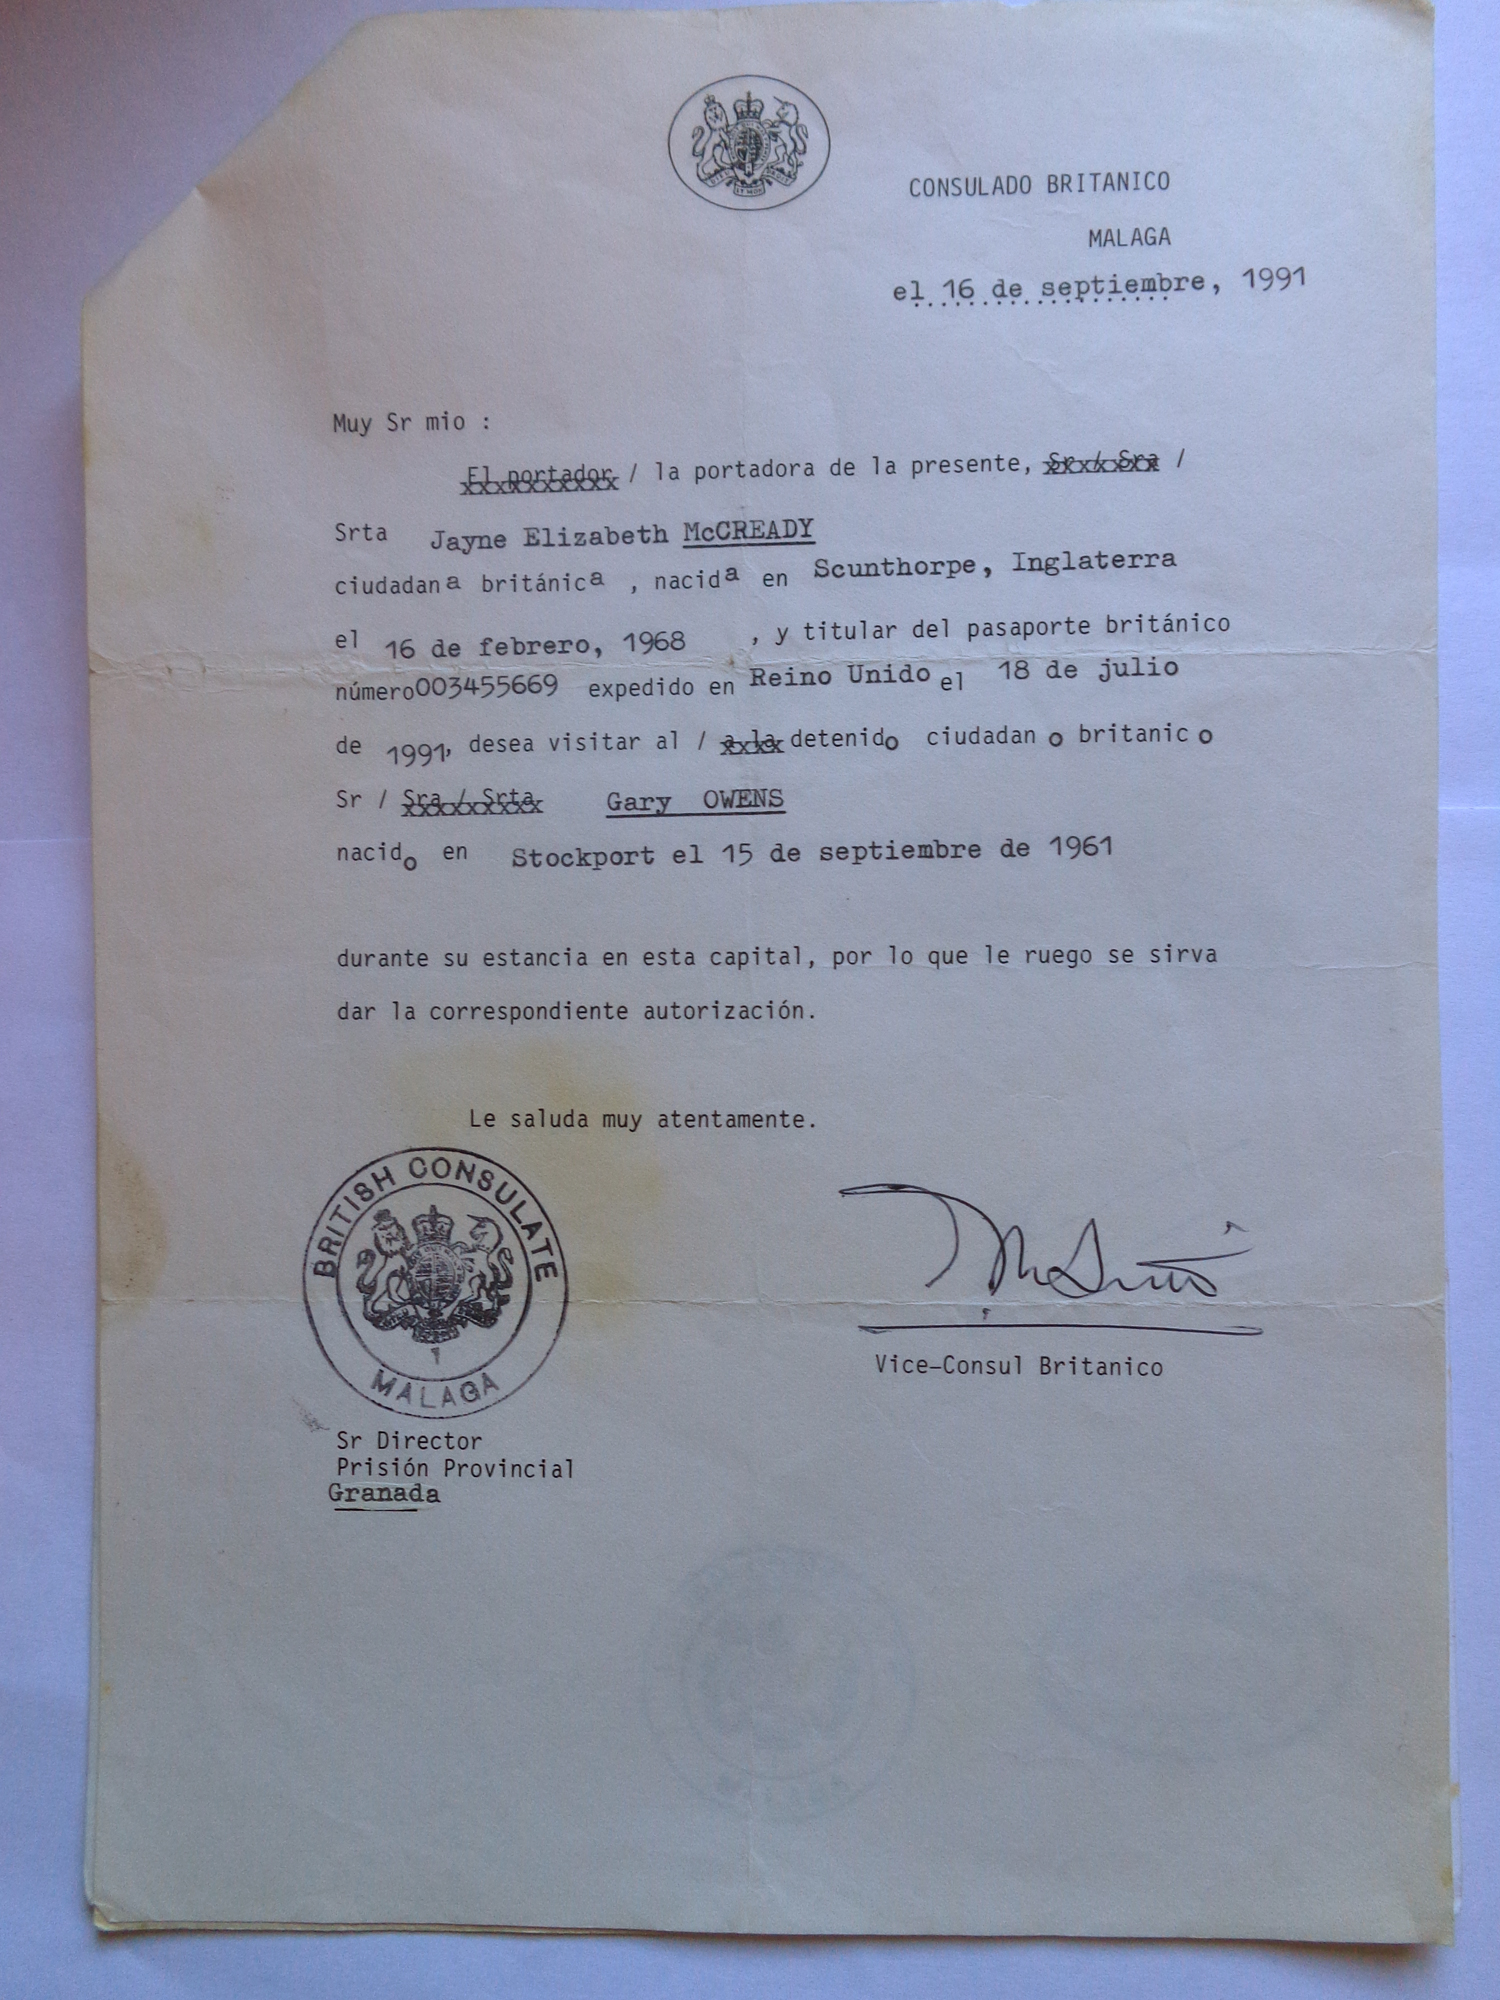 CONSULADO BRITANICO
MALAGA
el 16 de septiembre, 1991
Muy Sr mio :
El portador / la portadora de la presente, Sr / Sra /
Srta Jayne Elizabeth McCREADY
ciudadana británica , nacida en Scunthorpe, Inglaterra
el 16 de febrero, 1968 , y titular del pasaporte británico
número003455669 expedido en Reino Unido el 18 de julio
de 1991, desea visitar al / a la detenido ciudadan o britanic o
Sr / Sra / Srta Gary OWENS
nacido en Stockport el 15 de septiembre de 1961
durante su estancia en esta capital, por lo que le ruego se sirva
dar la correspondiente autorización.
Le saluda muy atentamente.
BRITISH CONSULATE
1
MALAGA
Vice-Consul Britanico
Sr Director
Prisión Provincial
Granada